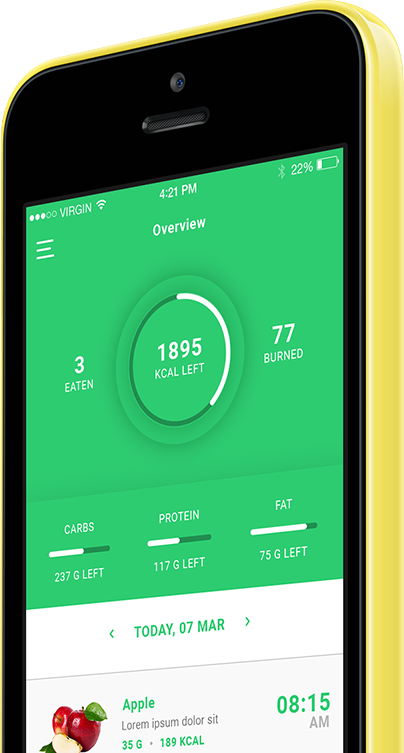 VIRGIN
4:21 PM
22%
Overview
3
EATEN
1895
KCAL LEFT
77
BURNED
CARBS
PROTEIN
FAT
237 G LEFT
117 G LEFT
75 G LEFT
‹ TODAY, 07 MAR ›
Apple
Lorem ipsum dolor sit
35 G • 189 KCAL
08:15
AM